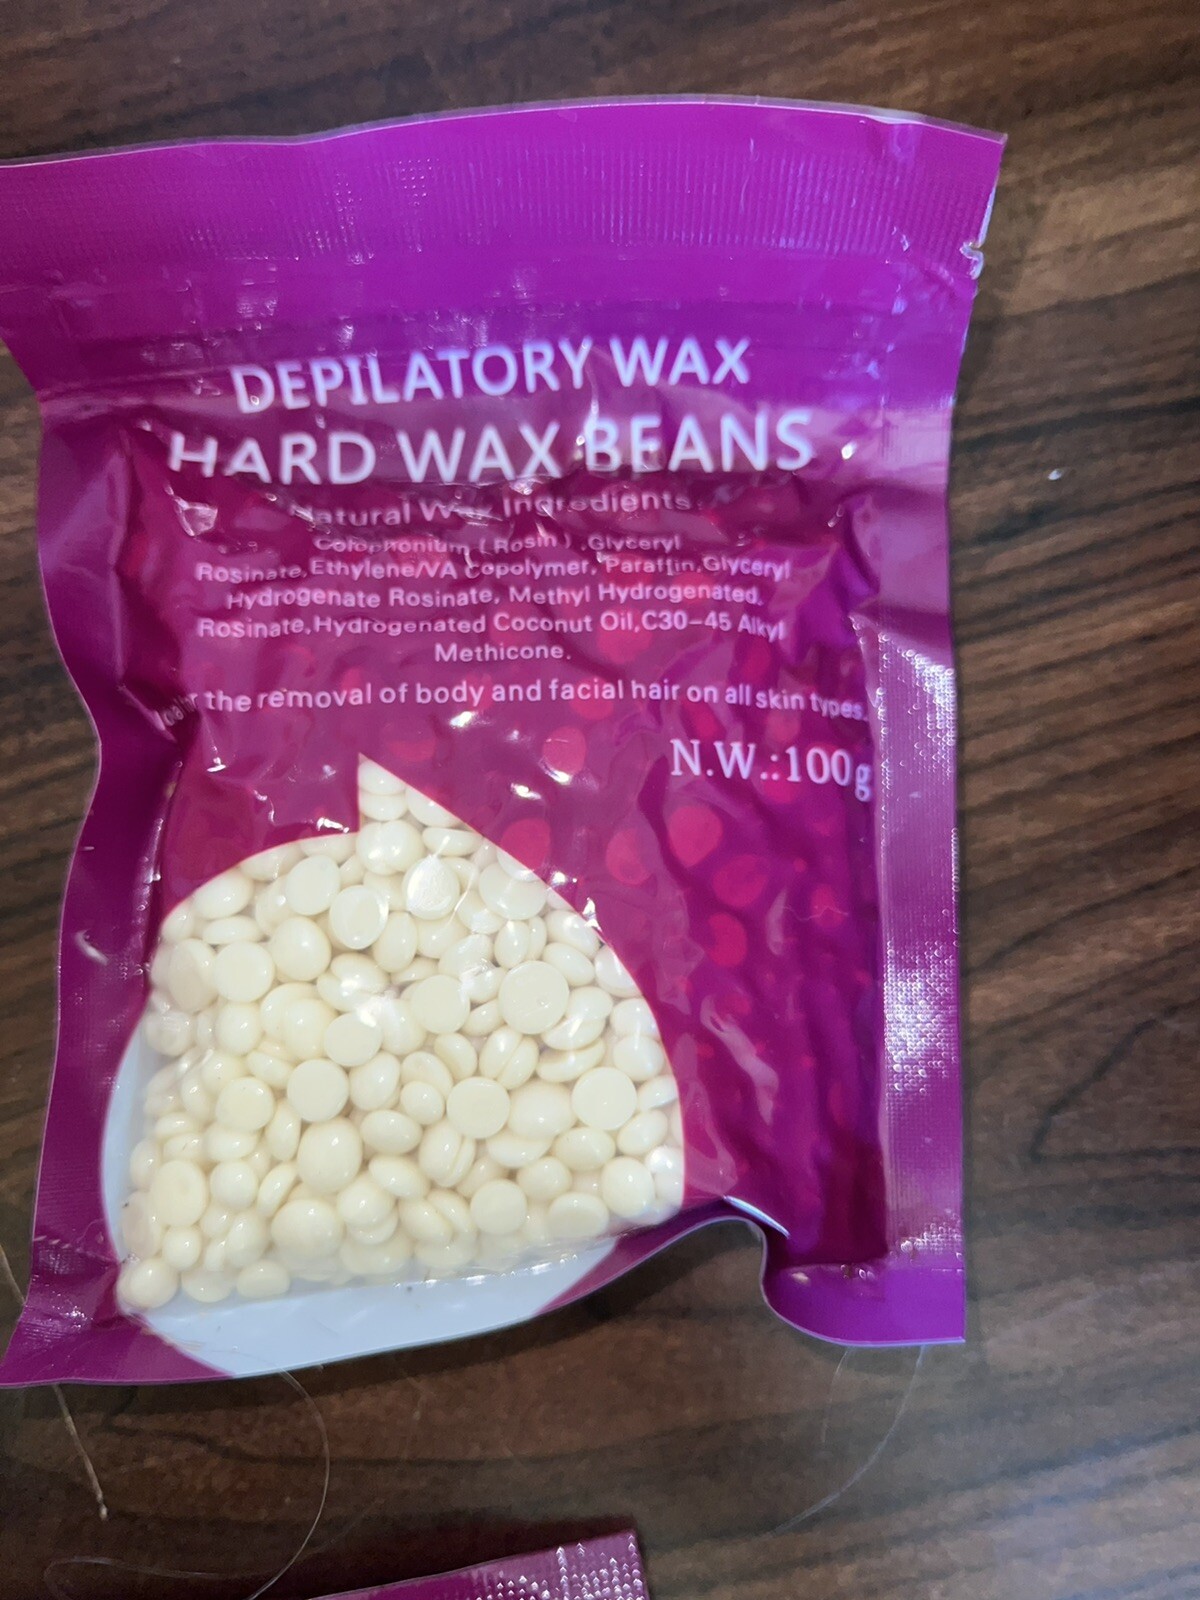 DEPILATORY WAX
HARD WAX BEANS
Natural Wax Ingredients
Colophonium (Rosin) ,Glyceryl
Rosinate,Ethylene/VA Copolymer, Paraffin,Glyceryl
Hydrogenate Rosinate, Methyl Hydrogenated,
Rosinate,Hydrogenated Coconut Oil,C30-45 Alkyl
Methicone.
the removal of body and facial hair on all skin types.
N.W.:100g